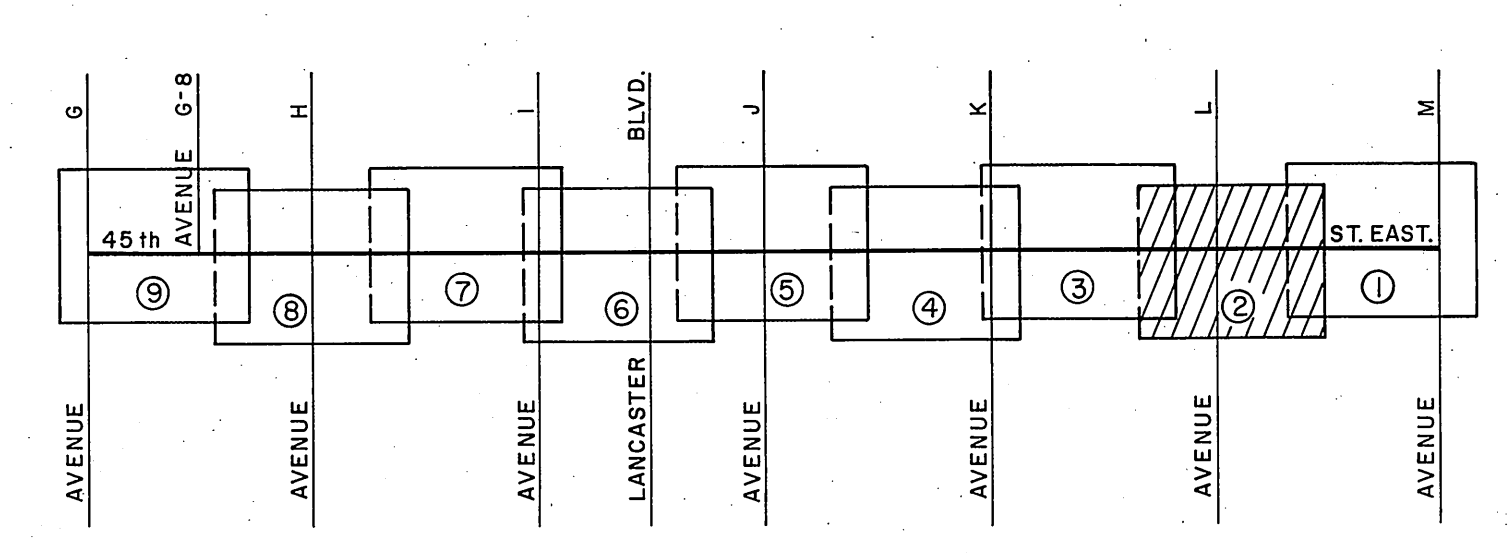 AVENUE G
AVENUE G-8
AVENUE H
AVENUE I
LANCASTER BLVD.
AVENUE J
AVENUE K
AVENUE L
AVENUE M
45th ST. EAST.
9
8
7
6
5
4
3
2
1